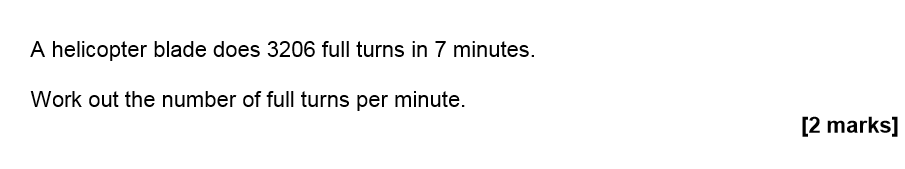 A helicopter blade does 3206 full turns in 7 minutes.
Work out the number of full turns per minute.
[2 marks]